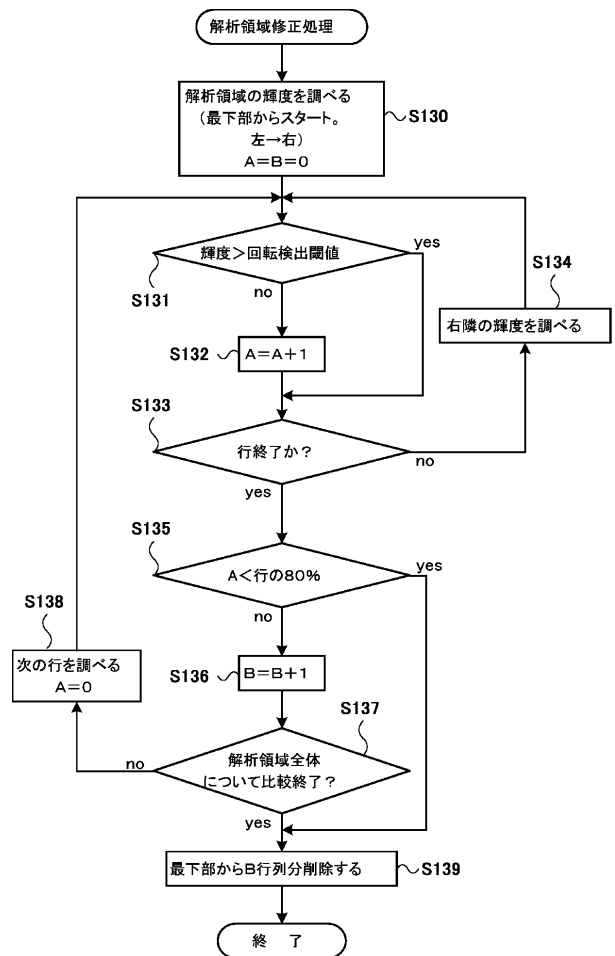 解析領域修正処理
解析領域の輝度を調べる
（最下部からスタート。
左→右）
A＝B＝0
S130
輝度＞回転検出閾値
yes
S131
no
S134
右隣の輝度を調べる
S132
A＝A＋1
S133
行終了か？
no
yes
S135
A＜行の80%
yes
no
S138
次の行を調べる
A＝0
S136
B＝B＋1
S137
解析領域全体
について比較終了？
no
yes
最下部からB行列分削除する
S139
終 了